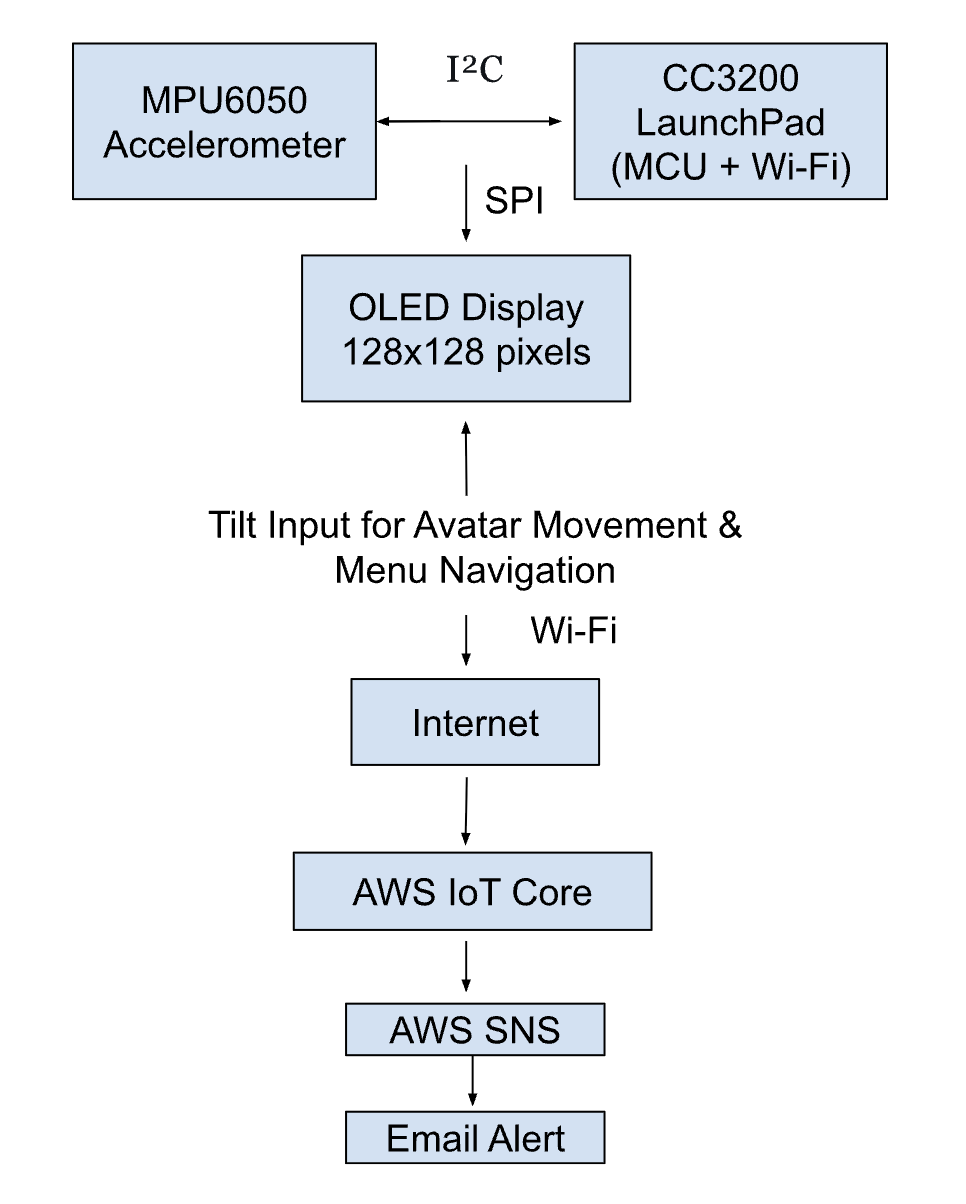 I²C
MPU6050
Accelerometer
CC3200
LaunchPad
(MCU + Wi-Fi)
SPI
OLED Display
128x128 pixels
Tilt Input for Avatar Movement &
Menu Navigation
Wi-Fi
Internet
AWS IoT Core
AWS SNS
Email Alert